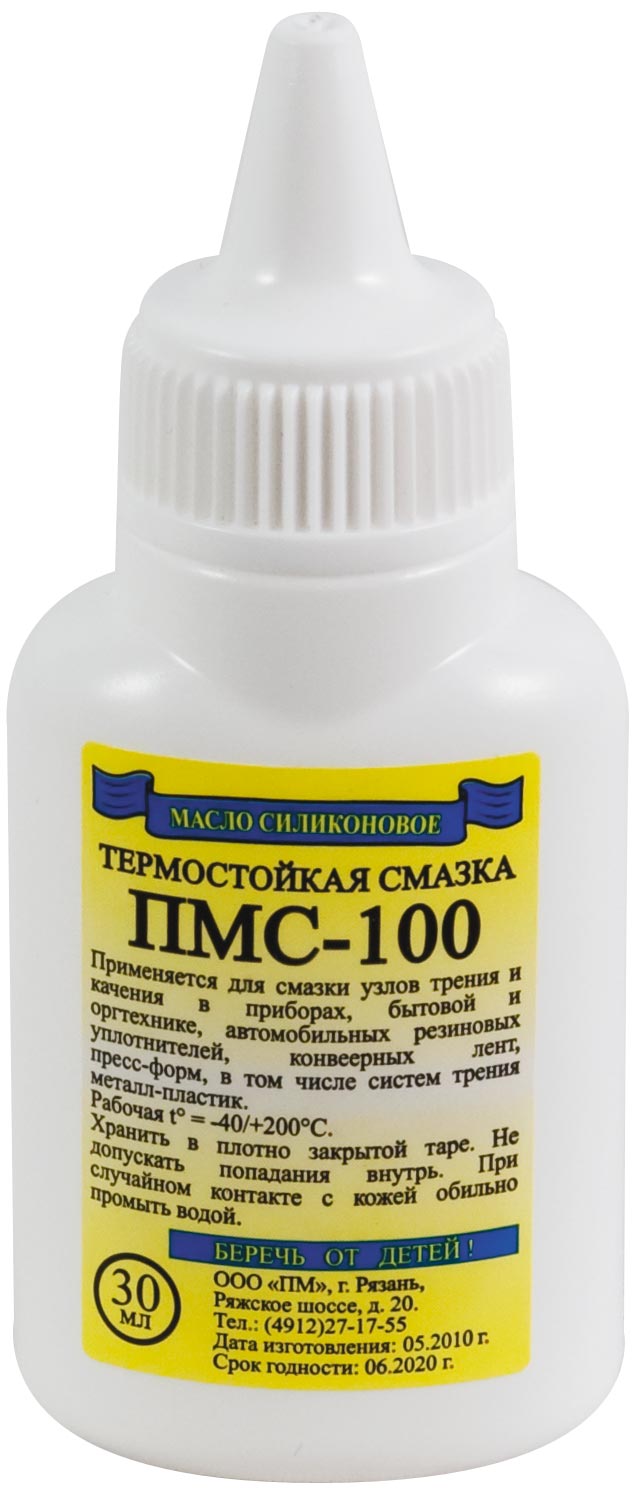 МАСЛО СИЛИКОНОВОЕ
ТЕРМОСТОЙКАЯ СМАЗКА
ПМС-100
Применяется для смазки узлов трения и
качения в приборах, бытовой и
оргтехнике, автомобильных резиновых
уплотнителей, конвеерных лент,
пресс-форм, в том числе систем трения
металл-пластик.
Рабочая t° = -40/+200°С.
Хранить в плотно закрытой таре. Не
допускать попадания внутрь. При
случайном контакте с кожей обильно
промыть водой.
БЕРЕЧЬ ОТ ДЕТЕЙ !
30
МЛ
ООО «ПМ», г. Рязань,
Ряжское шоссе, д. 20.
Тел.: (4912)27-17-55
Дата изготовления: 05.2010 г.
Срок годности: 06.2020 г.